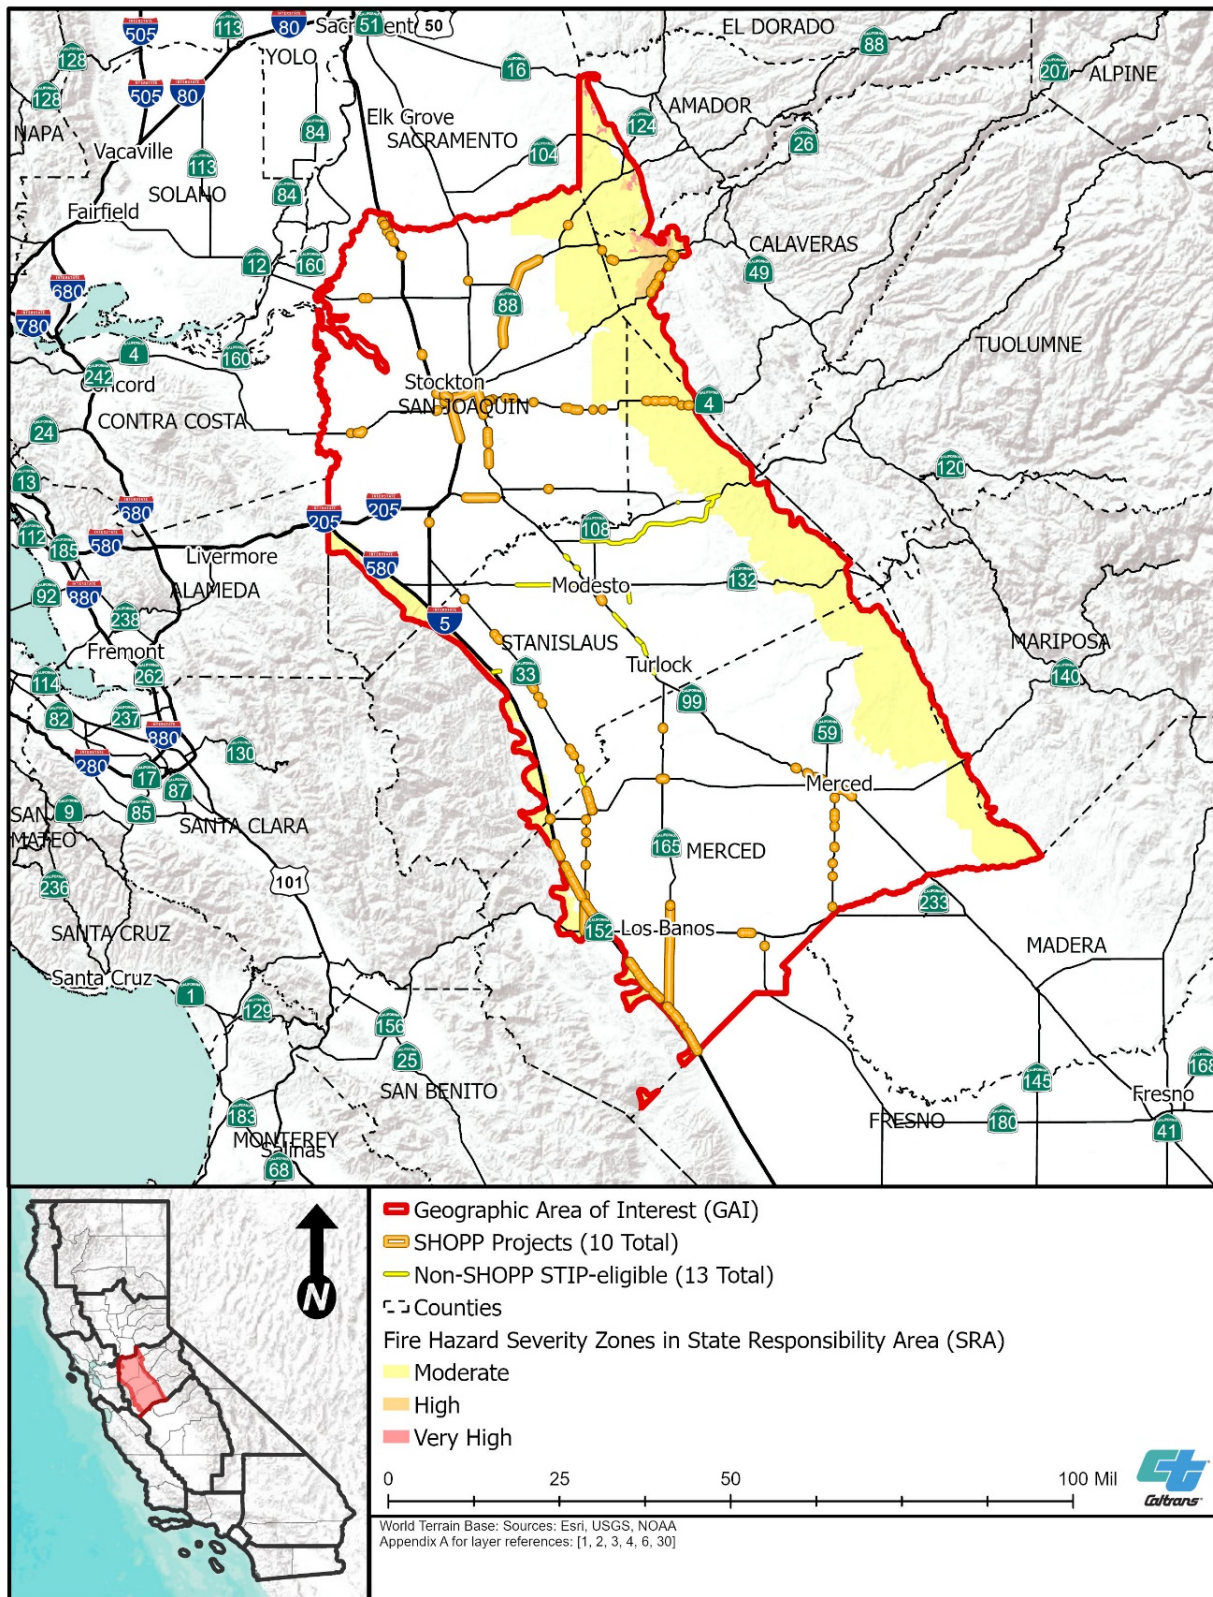 505
113
80
Sacramento
51
50
EL DORADO
88
YOLO
128
16
207
ALPINE
505
80
128
AMADOR
Elk Grove
124
NAPA
84
SACRAMENTO
26
Vacaville
113
104
SOLANO
84
Fairfield
CALAVERAS
12
160
49
680
88
780
4
160
TUOLUMNE
242
Concord
Stockton
4
SAN JOAQUIN
CONTRA COSTA
24
120
13
680
205
205
112
185
580
108
Livermore
580
132
92
880
ALAMEDA
Modesto
238
5
STANISLAUS
MARIPOSA
Fremont
262
33
Turlock
140
114
99
82
237
880
59
130
280
17
87
Merced
SAN
MATEO
9
85
SANTA CLARA
165
MERCED
236
101
233
SANTA CRUZ
152
Los Banos
MADERA
Santa Cruz
1
129
156
25
168
145
SAN BENITO
Fresno
183
FRESNO
180
41
MONTEREY
Salinas
68
N
Geographic Area of Interest (GAI)
SHOPP Projects (10 Total)
Non-SHOPP STIP-eligible (13 Total)
Counties
Fire Hazard Severity Zones in State Responsibility Area (SRA)
Moderate
High
Very High
0 25 50 100 Mil
Caltrans
World Terrain Base: Sources: Esri, USGS, NOAA
Appendix A for layer references: [1, 2, 3, 4, 6, 30]